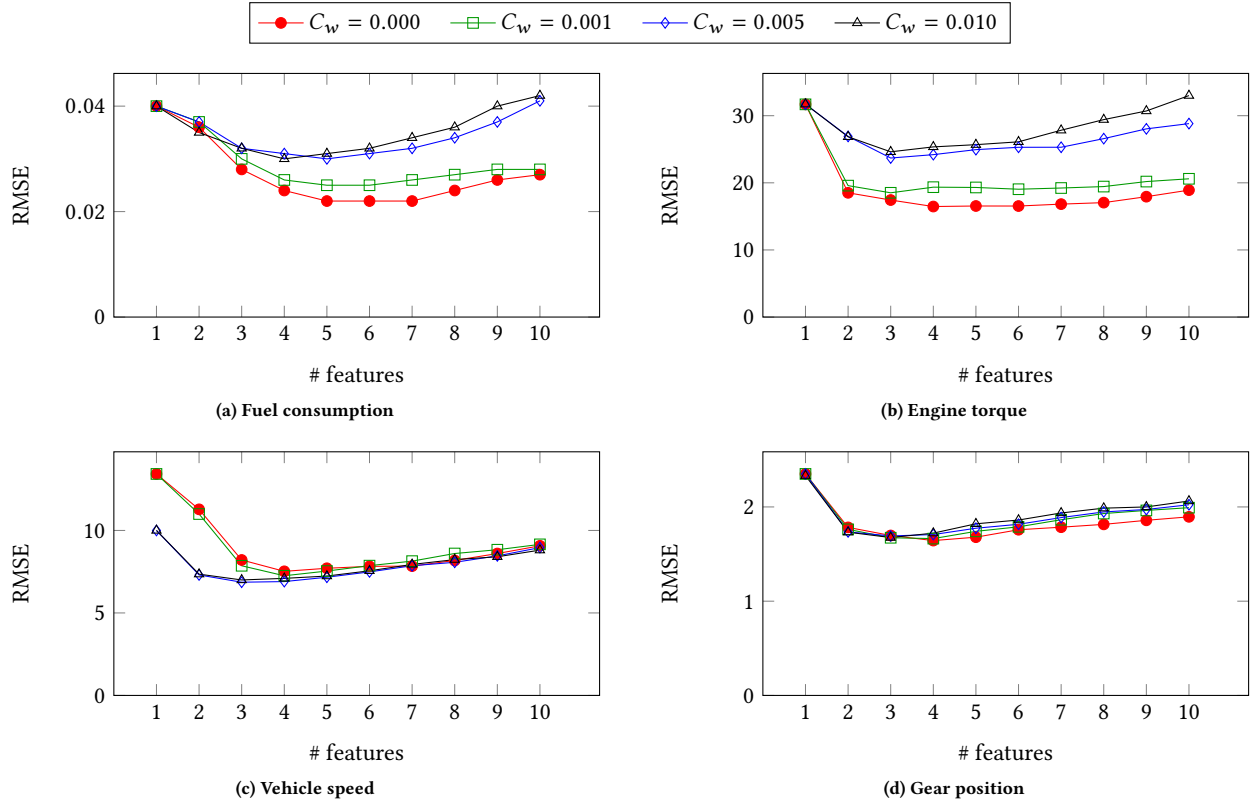 C_w = 0.000 C_w = 0.001 C_w = 0.005 C_w = 0.010
0.04
0.02
0
RMSE
1 2 3 4 5 6 7 8 9 10
# features
(a) Fuel consumption
30
20
10
0
RMSE
1 2 3 4 5 6 7 8 9 10
# features
(b) Engine torque
10
5
0
RMSE
1 2 3 4 5 6 7 8 9 10
# features
(c) Vehicle speed
2
1
0
RMSE
1 2 3 4 5 6 7 8 9 10
# features
(d) Gear position